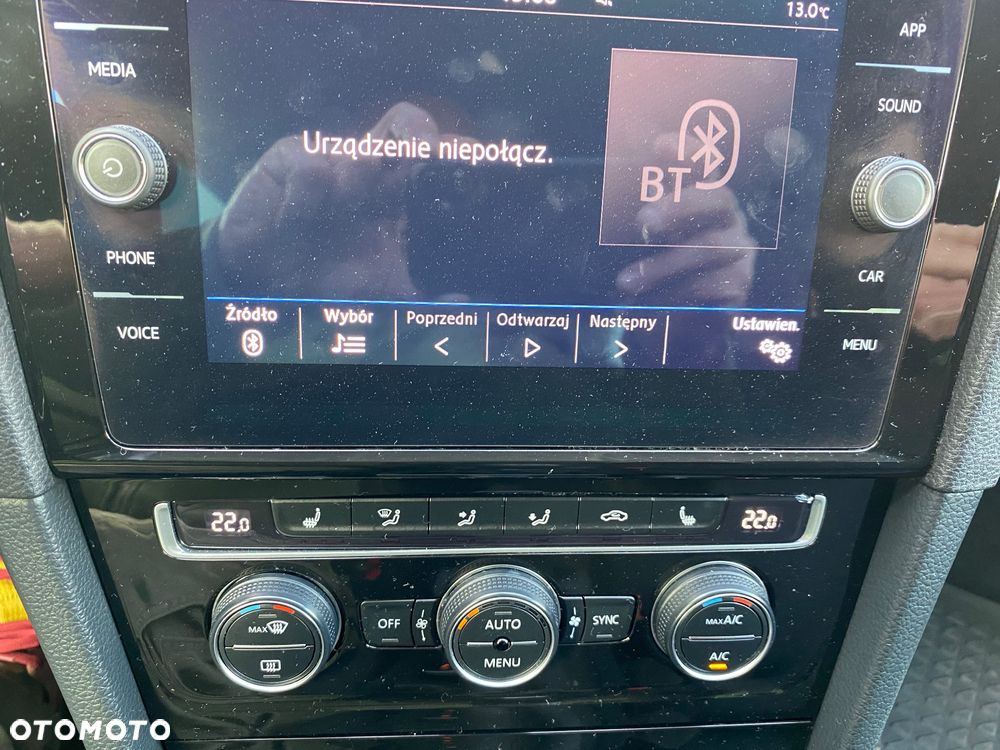 13.0°C
APP
MEDIA
SOUND
Urządzenie niepołącz.
BT
PHONE
CAR
VOICE
MENU
Źródło Wybór Poprzedni Odtwarzaj Następny Ustawien.
22.0 22.0
MAX
OFF
AUTO
MENU
SYNC
MAX A/C
A/C
OTOMOTO